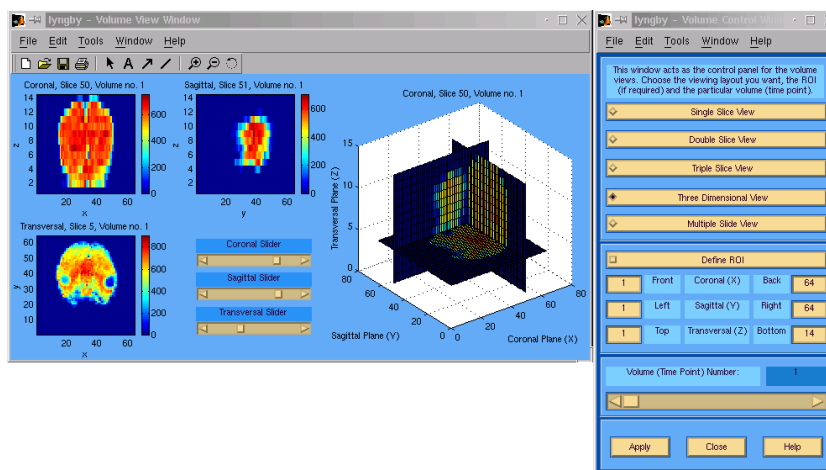 lyngby - Volume View Window
File Edit Tools Window Help
Coronal, Slice 50, Volume no. 1
14
12
10
8
6
4
2
z
20 40 60
x
600
400
200
0
Sagittal, Slice 51, Volume no. 1
14
12
10
8
6
4
2
z
20 40 60
y
600
400
200
0
Transversal, Slice 5, Volume no. 1
60
50
40
30
20
10
y
20 40 60
x
800
600
400
200
0
Coronal Slider
Sagittal Slider
Transversal Slider
Coronal, Slice 50, Volume no. 1
Transversal Plane (Z)
15
10
5
0
80
60
40
20
0
Sagittal Plane (Y)
0
20
40
60
80
Coronal Plane (X)
lyngby - Volume Control
File Edit Tools Window Help
This window acts as the control panel for the volume
views. Choose the viewing layout you want, the ROI
(if required) and the particular volume (time point).
Single Slice View
Double Slice View
Triple Slice View
Three Dimensional View
Multiple Slide View
Define ROI
1 Front Coronal (X) Back 64
1 Left Sagittal (Y) Right 64
1 Top Transversal (Z) Bottom 14
Volume (Time Point) Number: 1
Apply Close Help